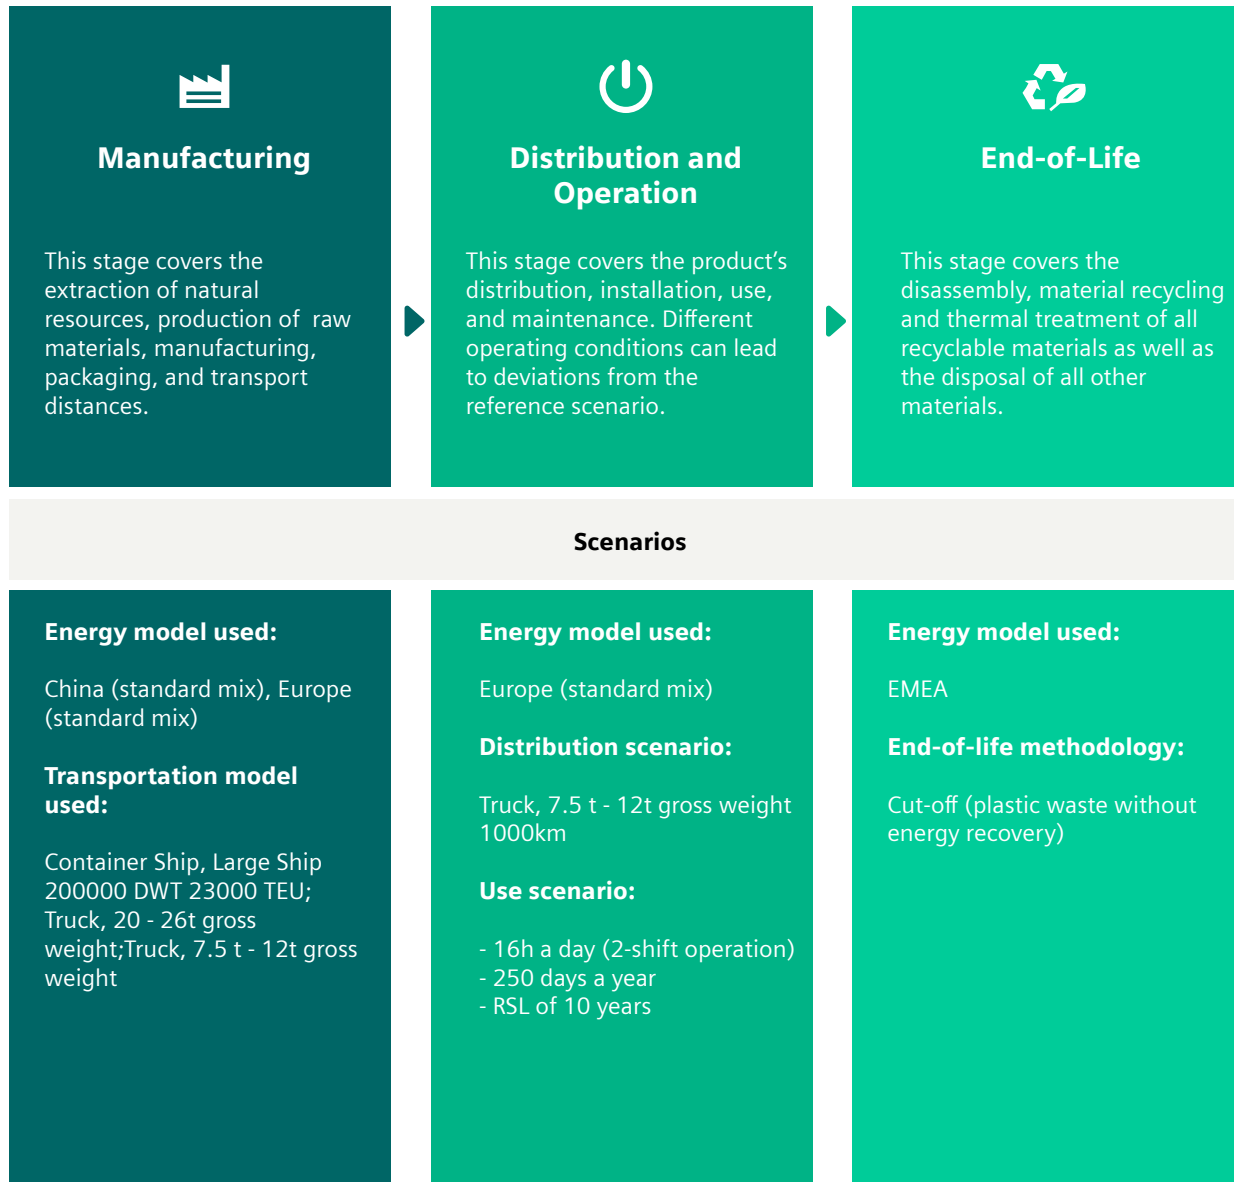 Manufacturing
This stage covers the
extraction of natural
resources, production of  raw
materials, manufacturing,
packaging, and transport
distances.
Distribution and
Operation
This stage covers the product’s
distribution, installation, use,
and maintenance. Different
operating conditions can lead
to deviations from the
reference scenario.
End-of-Life
This stage covers the
disassembly, material recycling
and thermal treatment of all
recyclable materials as well as
the disposal of all other
materials.
Scenarios
Energy model used:
China (standard mix), Europe
(standard mix)
Transportation model
used:
Container Ship, Large Ship
200000 DWT 23000 TEU;
Truck, 20 - 26t gross
weight;Truck, 7.5 t - 12t gross
weight
Energy model used:
Europe (standard mix)
Distribution scenario:
Truck, 7.5 t - 12t gross weight
1000km
Use scenario:
- 16h a day (2-shift operation)
- 250 days a year
- RSL of 10 years
Energy model used:
EMEA
End-of-life methodology:
Cut-off (plastic waste without
energy recovery)